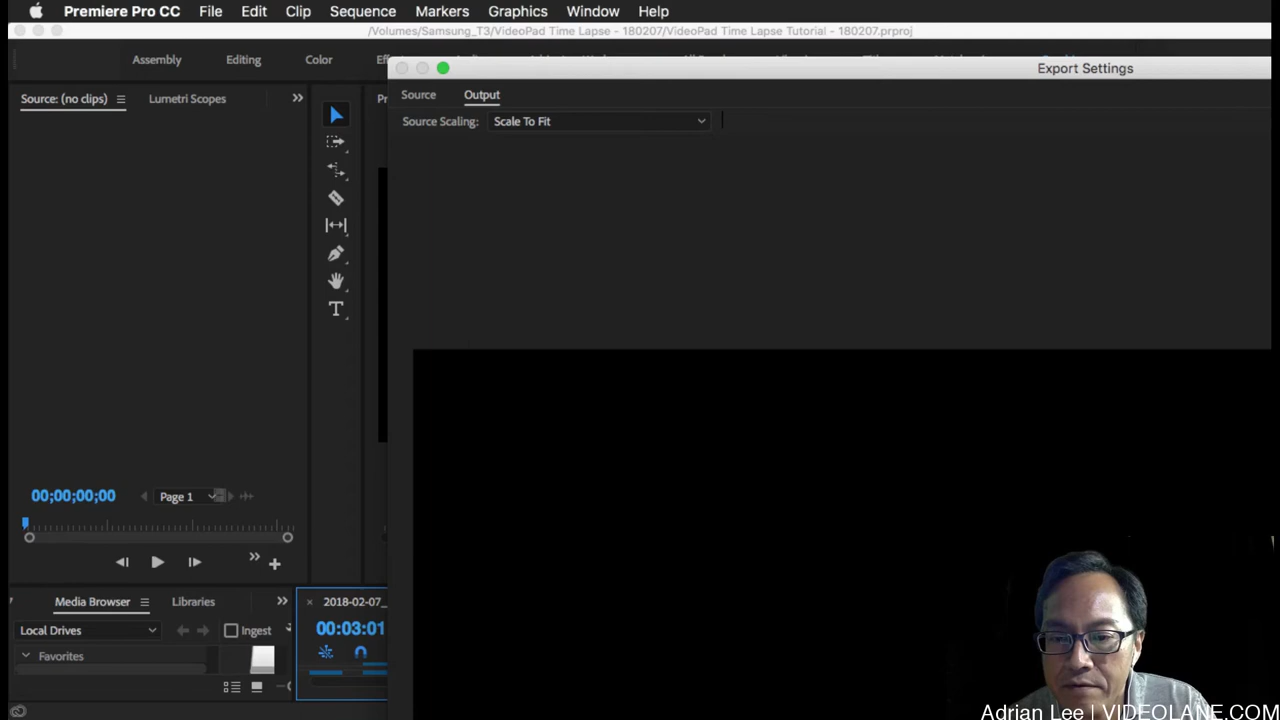 Premiere Pro CC File Edit Clip Sequence Markers Graphics Window Help
/Volumes/Samsung_T3/VideoPad Time Lapse - 180207/VideoPad Time Lapse Tutorial - 180207.prproj
Assembly Editing Color
Export Settings
Source: (no clips) Lumetri Scopes
Source Output
Source Scaling: Scale To Fit
00;00;00;00 Page 1
Media Browser Libraries
2018-02-07_
Local Drives Ingest
00:03:01
Favorites
Adrian Lee | VIDEOLANE.COM